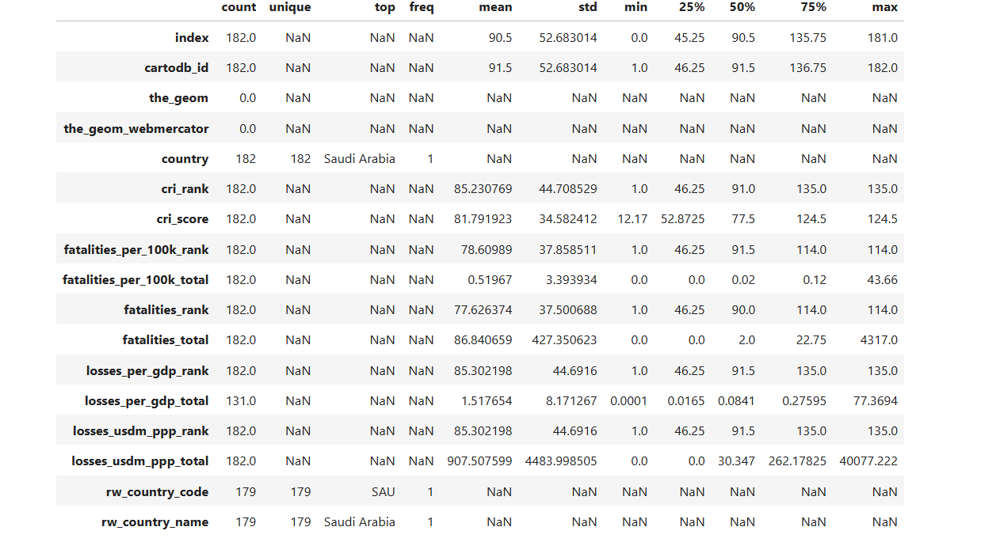 count unique top freq mean std min 25% 50% 75% max
index 182.0 NaN NaN NaN 90.5 52.683014 0.0 45.25 90.5 135.75 181.0
cartodb_id 182.0 NaN NaN NaN 91.5 52.683014 1.0 46.25 91.5 136.75 182.0
the_geom 0.0 NaN NaN NaN NaN NaN NaN NaN NaN NaN NaN
the_geom_webmercator 0.0 NaN NaN NaN NaN NaN NaN NaN NaN NaN NaN
country 182 182 Saudi Arabia 1 NaN NaN NaN NaN NaN NaN NaN
cri_rank 182.0 NaN NaN NaN 85.230769 44.708529 1.0 46.25 91.0 135.0 135.0
cri_score 182.0 NaN NaN NaN 81.791923 34.582412 12.17 52.8725 77.5 124.5 124.5
fatalities_per_100k_rank 182.0 NaN NaN NaN 78.60989 37.858511 1.0 46.25 91.5 114.0 114.0
fatalities_per_100k_total 182.0 NaN NaN NaN 0.51967 3.393934 0.0 0.0 0.02 0.12 43.66
fatalities_rank 182.0 NaN NaN NaN 77.626374 37.500688 1.0 46.25 90.0 114.0 114.0
fatalities_total 182.0 NaN NaN NaN 86.840659 427.350623 0.0 0.0 2.0 22.75 4317.0
losses_per_gdp_rank 182.0 NaN NaN NaN 85.302198 44.6916 1.0 46.25 91.5 135.0 135.0
losses_per_gdp_total 131.0 NaN NaN NaN 1.517654 8.171267 0.0001 0.0165 0.0841 0.27595 77.3694
losses_usdm_ppp_rank 182.0 NaN NaN NaN 85.302198 44.6916 1.0 46.25 91.5 135.0 135.0
losses_usdm_ppp_total 182.0 NaN NaN NaN 907.507599 4483.998505 0.0 0.0 30.347 262.17825 40077.222
rw_country_code 179 179 SAU 1 NaN NaN NaN NaN NaN NaN NaN
rw_country_name 179 179 Saudi Arabia 1 NaN NaN NaN NaN NaN NaN NaN